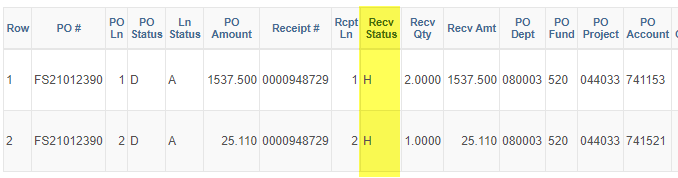 Row PO # PO Ln PO Status Ln Status PO Amount Receipt # Rcpt Ln Recv Status Recv Qty Recv Amt PO Dept PO Fund PO Project PO Account
1 FS21012390 1 D A 1537.500 0000948729 1 H 2.0000 1537.500 080003 520 044033 741153
2 FS21012390 2 D A 25.110 0000948729 2 H 1.0000 25.110 080003 520 044033 741521